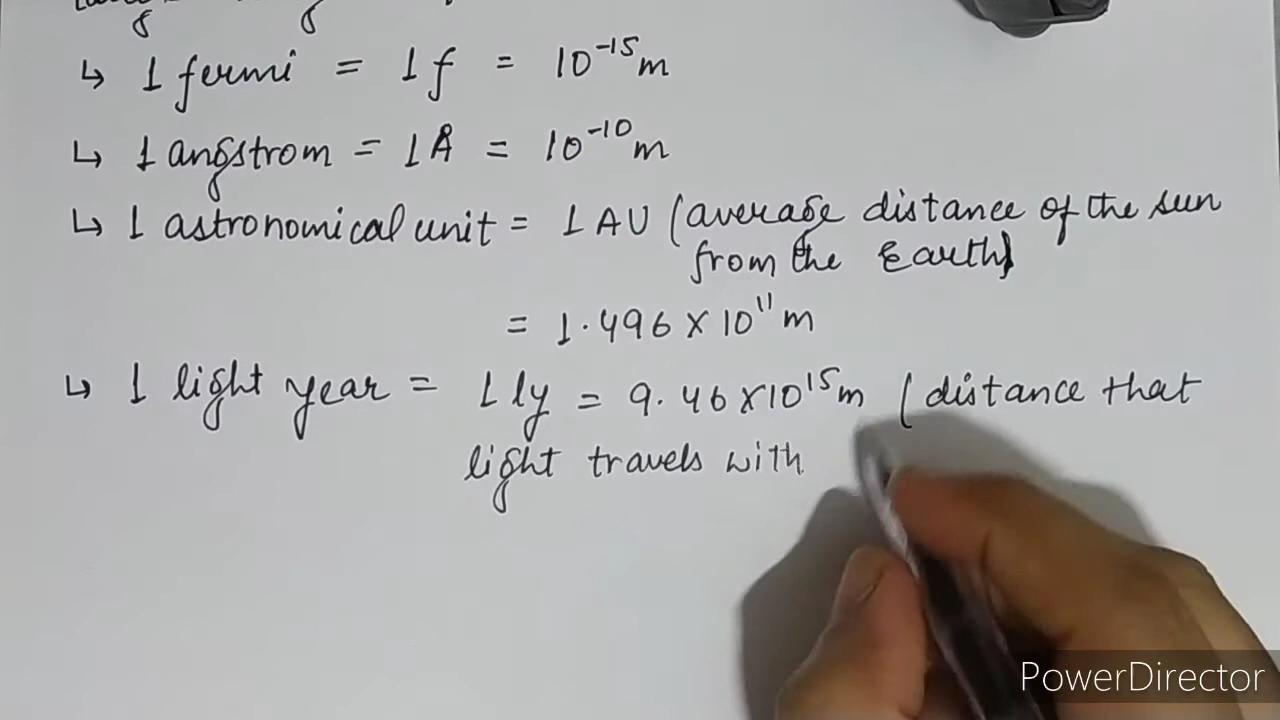 ↳ 1 fermi = 1 f = 10⁻¹⁵ m
↳ 1 angstrom = 1 Å = 10⁻¹⁰ m
↳ 1 astronomical unit = 1 AU (average distance of the sun
from the Earth)
= 1.496 × 10¹¹ m
↳ 1 light year = 1 ly = 9.46 × 10¹⁵ m (distance that
light travels with
PowerDirector